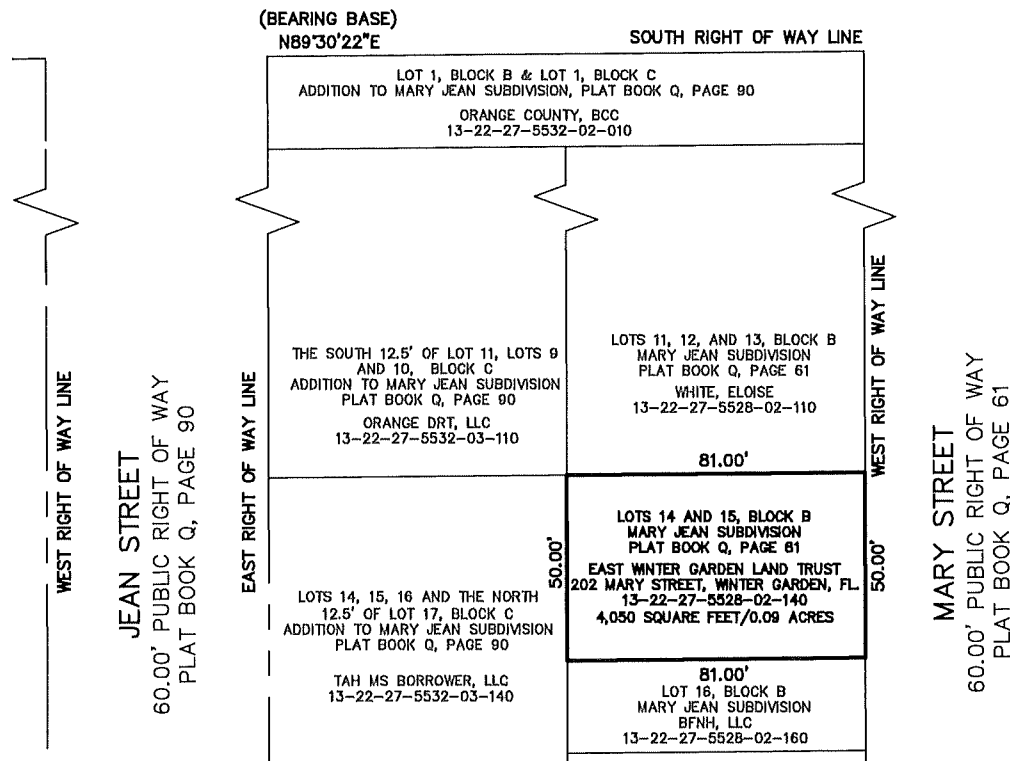 (BEARING BASE)
N89°30'22"E
SOUTH RIGHT OF WAY LINE
LOT 1, BLOCK B & LOT 1, BLOCK C
ADDITION TO MARY JEAN SUBDIVISION, PLAT BOOK Q, PAGE 90
ORANGE COUNTY, BCC
13-22-27-5532-02-010
WEST RIGHT OF WAY LINE
JEAN STREET
60.00' PUBLIC RIGHT OF WAY
PLAT BOOK Q, PAGE 90
EAST RIGHT OF WAY LINE
THE SOUTH 12.5' OF LOT 11, LOTS 9
AND 10, BLOCK C
ADDITION TO MARY JEAN SUBDIVISION
PLAT BOOK Q, PAGE 90
ORANGE DRT, LLC
13-22-27-5532-03-110
LOTS 11, 12, AND 13, BLOCK B
MARY JEAN SUBDIVISION
PLAT BOOK Q, PAGE 61
WHITE, ELOISE
13-22-27-5528-02-110
WEST RIGHT OF WAY LINE
MARY STREET
60.00' PUBLIC RIGHT OF WAY
PLAT BOOK Q, PAGE 61
81.00'
50.00'
LOTS 14 AND 15, BLOCK B
MARY JEAN SUBDIVISION
PLAT BOOK Q, PAGE 61
EAST WINTER GARDEN LAND TRUST
202 MARY STREET, WINTER GARDEN, FL.
13-22-27-5528-02-140
4,050 SQUARE FEET/0.09 ACRES
50.00'
81.00'
LOTS 14, 15, 16 AND THE NORTH
12.5' OF LOT 17, BLOCK C
ADDITION TO MARY JEAN SUBDIVISION
PLAT BOOK Q, PAGE 90
TAH MS BORROWER, LLC
13-22-27-5532-03-140
LOT 16, BLOCK B
MARY JEAN SUBDIVISION
BFNH, LLC
13-22-27-5528-02-160